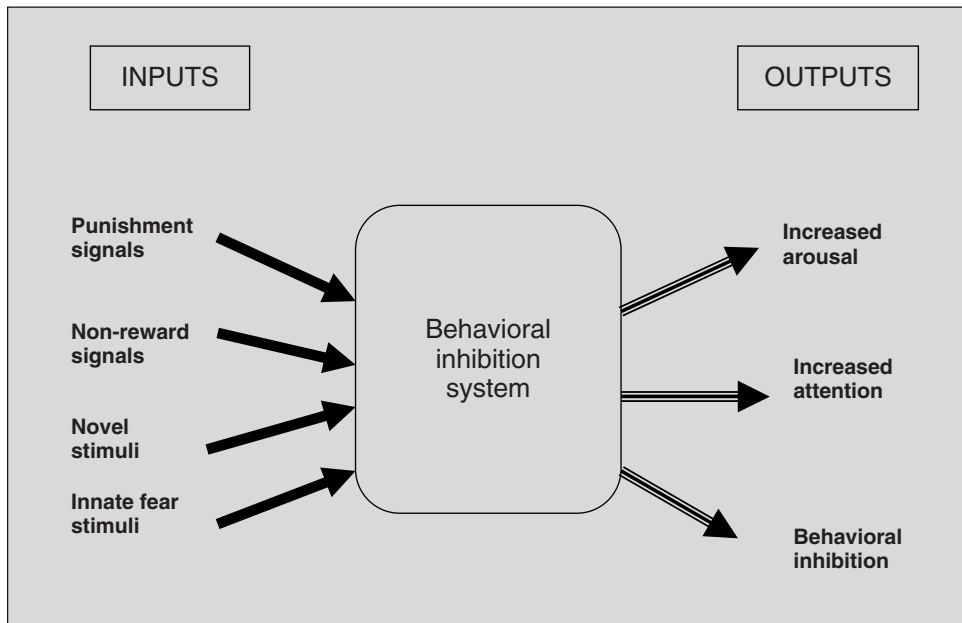 INPUTS
OUTPUTS
Punishment
signals
Non-reward
signals
Novel
stimuli
Innate fear
stimuli
Behavioral
inhibition
system
Increased
arousal
Increased
attention
Behavioral
inhibition